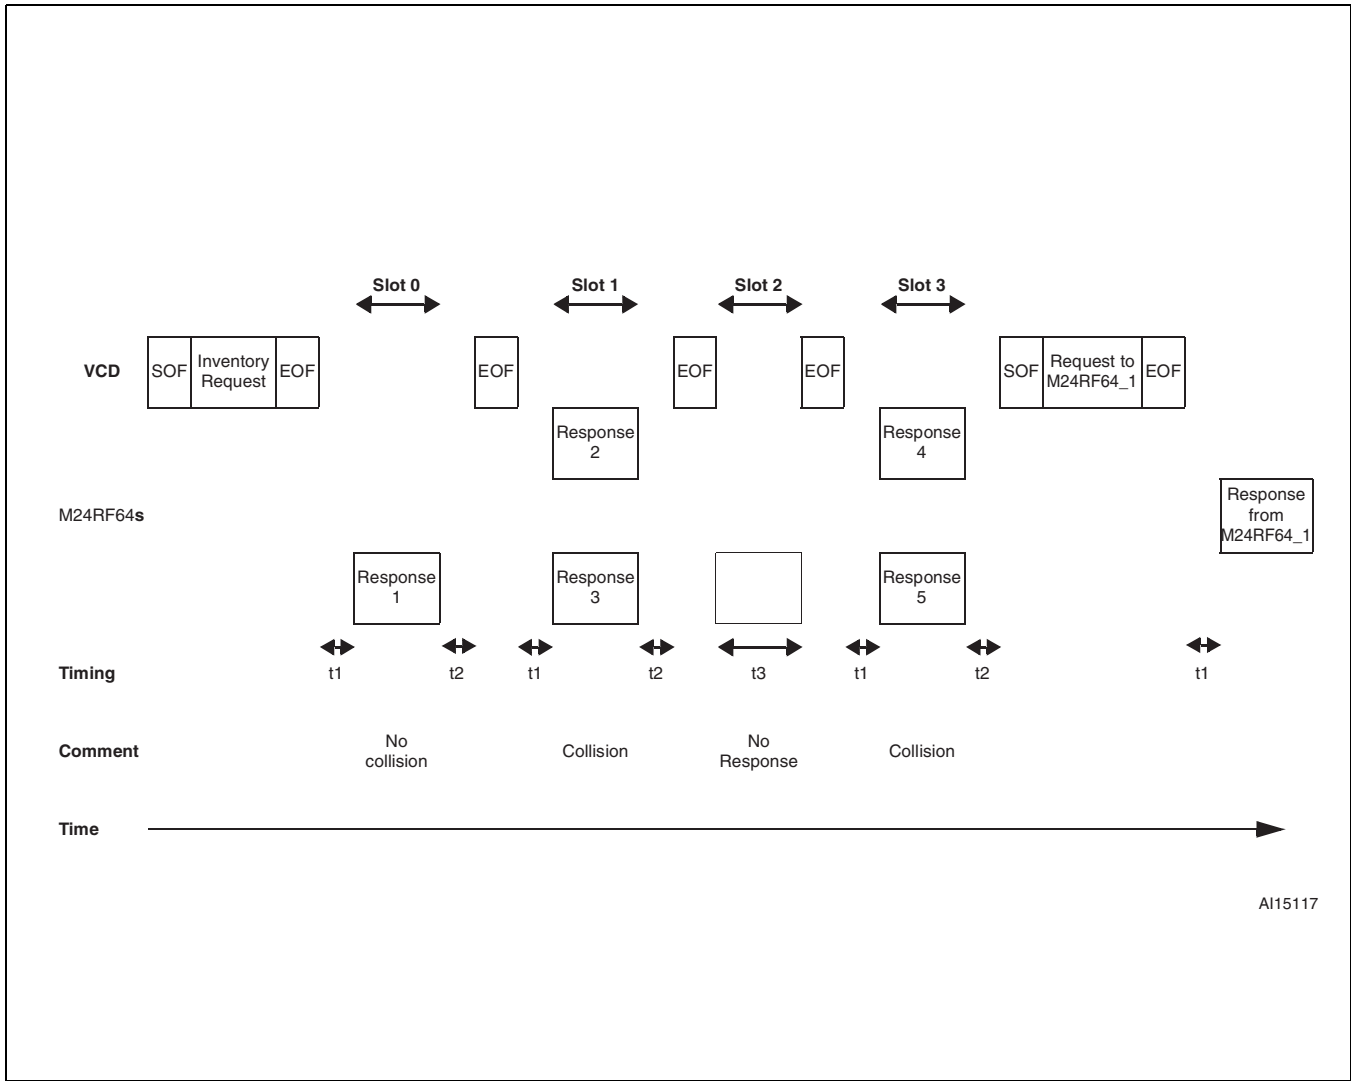 Slot 0 Slot 1 Slot 2 Slot 3
VCD SOF Inventory Request EOF EOF EOF EOF SOF Request to M24RF64_1 EOF
Response 2
Response 4
M24RF64s
Response from M24RF64_1
Response 1
Response 3
Response 5
Timing t1 t2 t1 t2 t3 t1 t2 t1
Comment No collision Collision No Response Collision
Time
AI15117